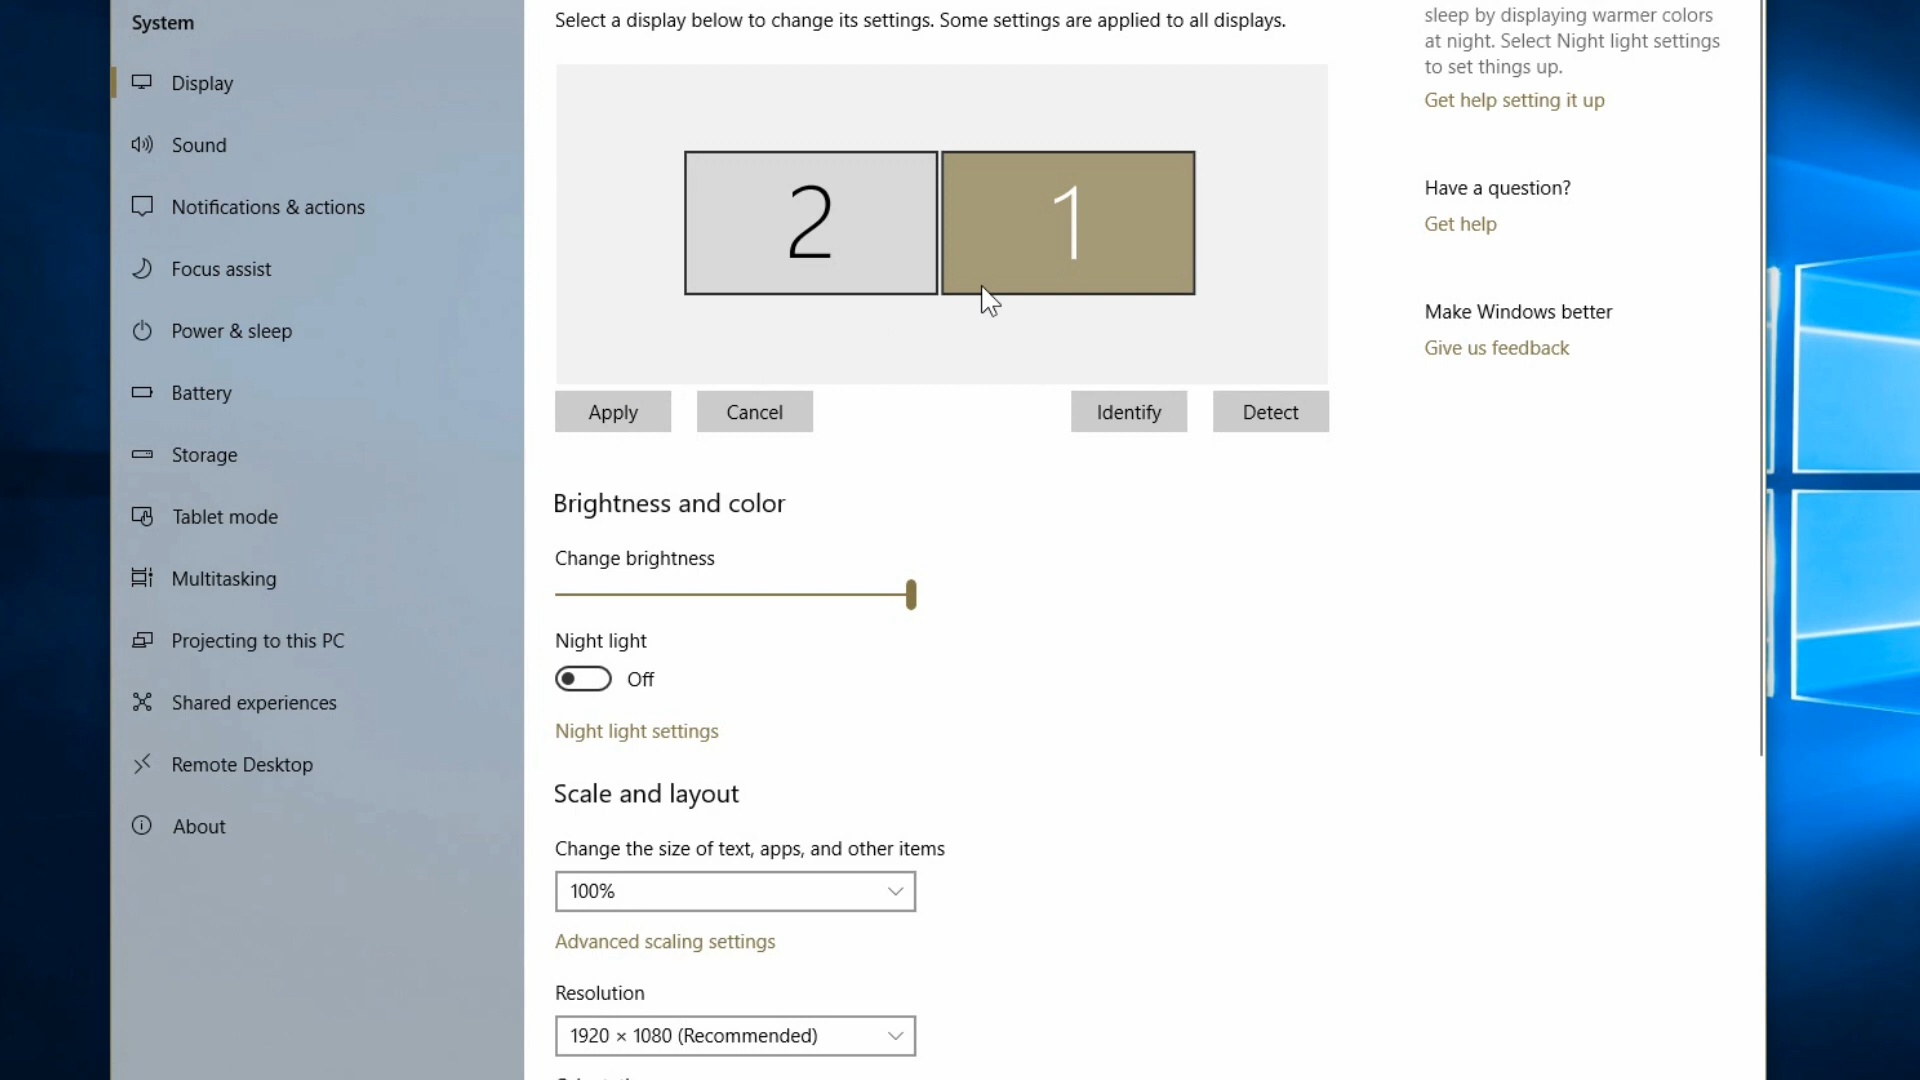 System
Display
Sound
Notifications & actions
Focus assist
Power & sleep
Battery
Storage
Tablet mode
Multitasking
Projecting to this PC
Shared experiences
Remote Desktop
About
Select a display below to change its settings. Some settings are applied to all displays.
2
1
Apply
Cancel
Identify
Detect
Brightness and color
Change brightness
Night light
Off
Night light settings
Scale and layout
Change the size of text, apps, and other items
100%
Advanced scaling settings
Resolution
1920 × 1080 (Recommended)
sleep by displaying warmer colors
at night. Select Night light settings
to set things up.
Get help setting it up
Have a question?
Get help
Make Windows better
Give us feedback